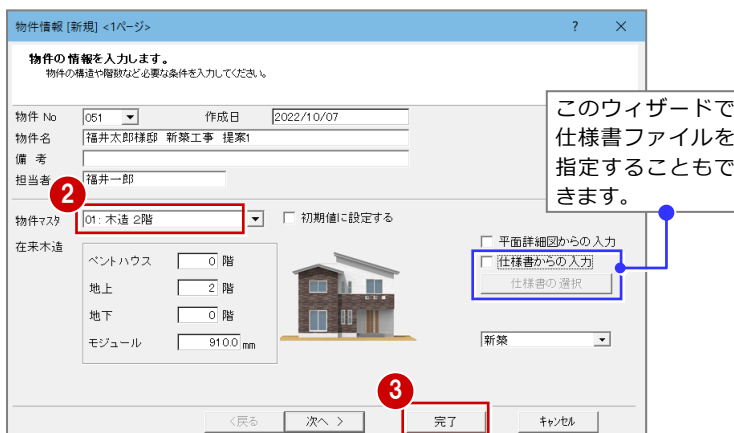 物件情報 [新規] <1ページ>
? ×
物件の情報を入力します。
物件の構造や階数など必要な条件を入力してください。
物件 No 051 作成日 2022/10/07
物件名 福井太郎様邸 新築工事 提案1
備 考
担当者 福井一郎
このウィザードで
仕様書ファイルを
指定することもで
きます。
2
物件マスタ 01: 木造 2階 初期値に設定する
在来木造
ペントハウス 0 階
地上 2 階
地下 0 階
モジュール 910.0 mm
平面詳細図からの入力
仕様書からの入力
仕様書の選択
新築
3
<戻る 次へ > 完了 キャンセル